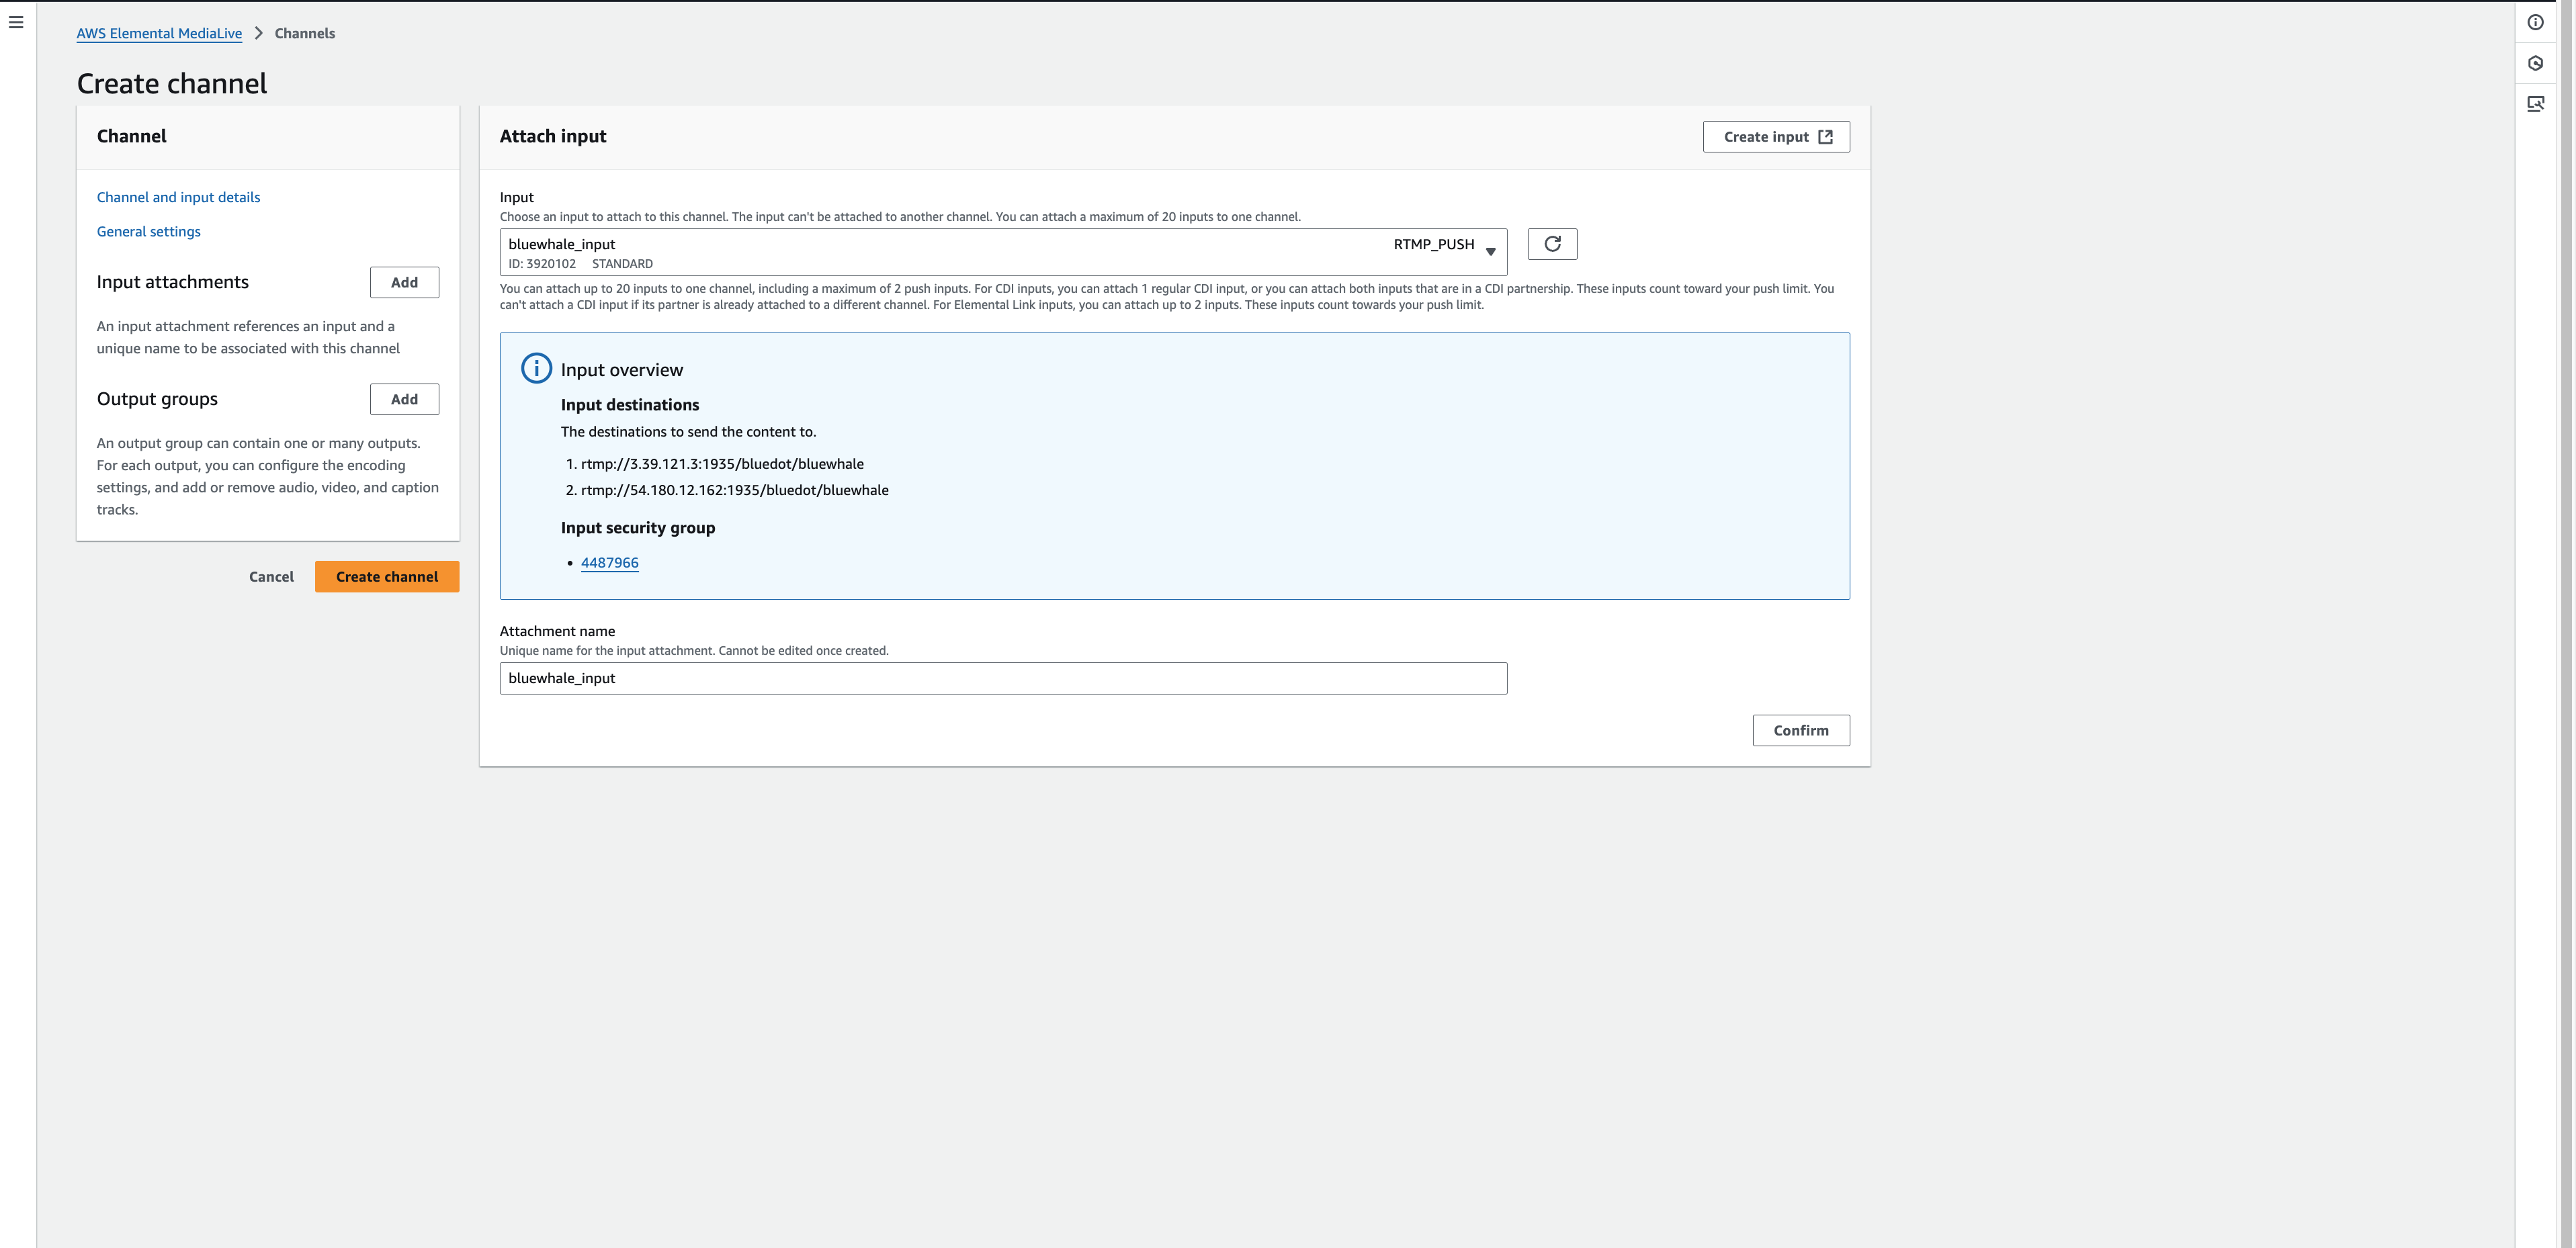 AWS Elemental MediaLive > Channels
Create channel
Channel
Channel and input details
General settings
Input attachments
Add
An input attachment references an input and a
unique name to be associated with this channel
Output groups
Add
An output group can contain one or many outputs.
For each output, you can configure the encoding
settings, and add or remove audio, video, and caption
tracks.
Cancel
Create channel
Attach input
Create input
Input
Choose an input to attach to this channel. The input can't be attached to another channel. You can attach a maximum of 20 inputs to one channel.
bluewhale_input
RTMP_PUSH
ID: 3920102 STANDARD
You can attach up to 20 inputs to one channel, including a maximum of 2 push inputs. For CDI inputs, you can attach 1 regular CDI input, or you can attach both inputs that are in a CDI partnership. These inputs count toward your push limit. You
can't attach a CDI input if its partner is already attached to a different channel. For Elemental Link inputs, you can attach up to 2 inputs. These inputs count towards your push limit.
Input overview
Input destinations
The destinations to send the content to.
1. rtmp://3.39.121.3:1935/bluedot/bluewhale
2. rtmp://54.180.12.162:1935/bluedot/bluewhale
Input security group
• 4487966
Attachment name
Unique name for the input attachment. Cannot be edited once created.
bluewhale_input
Confirm